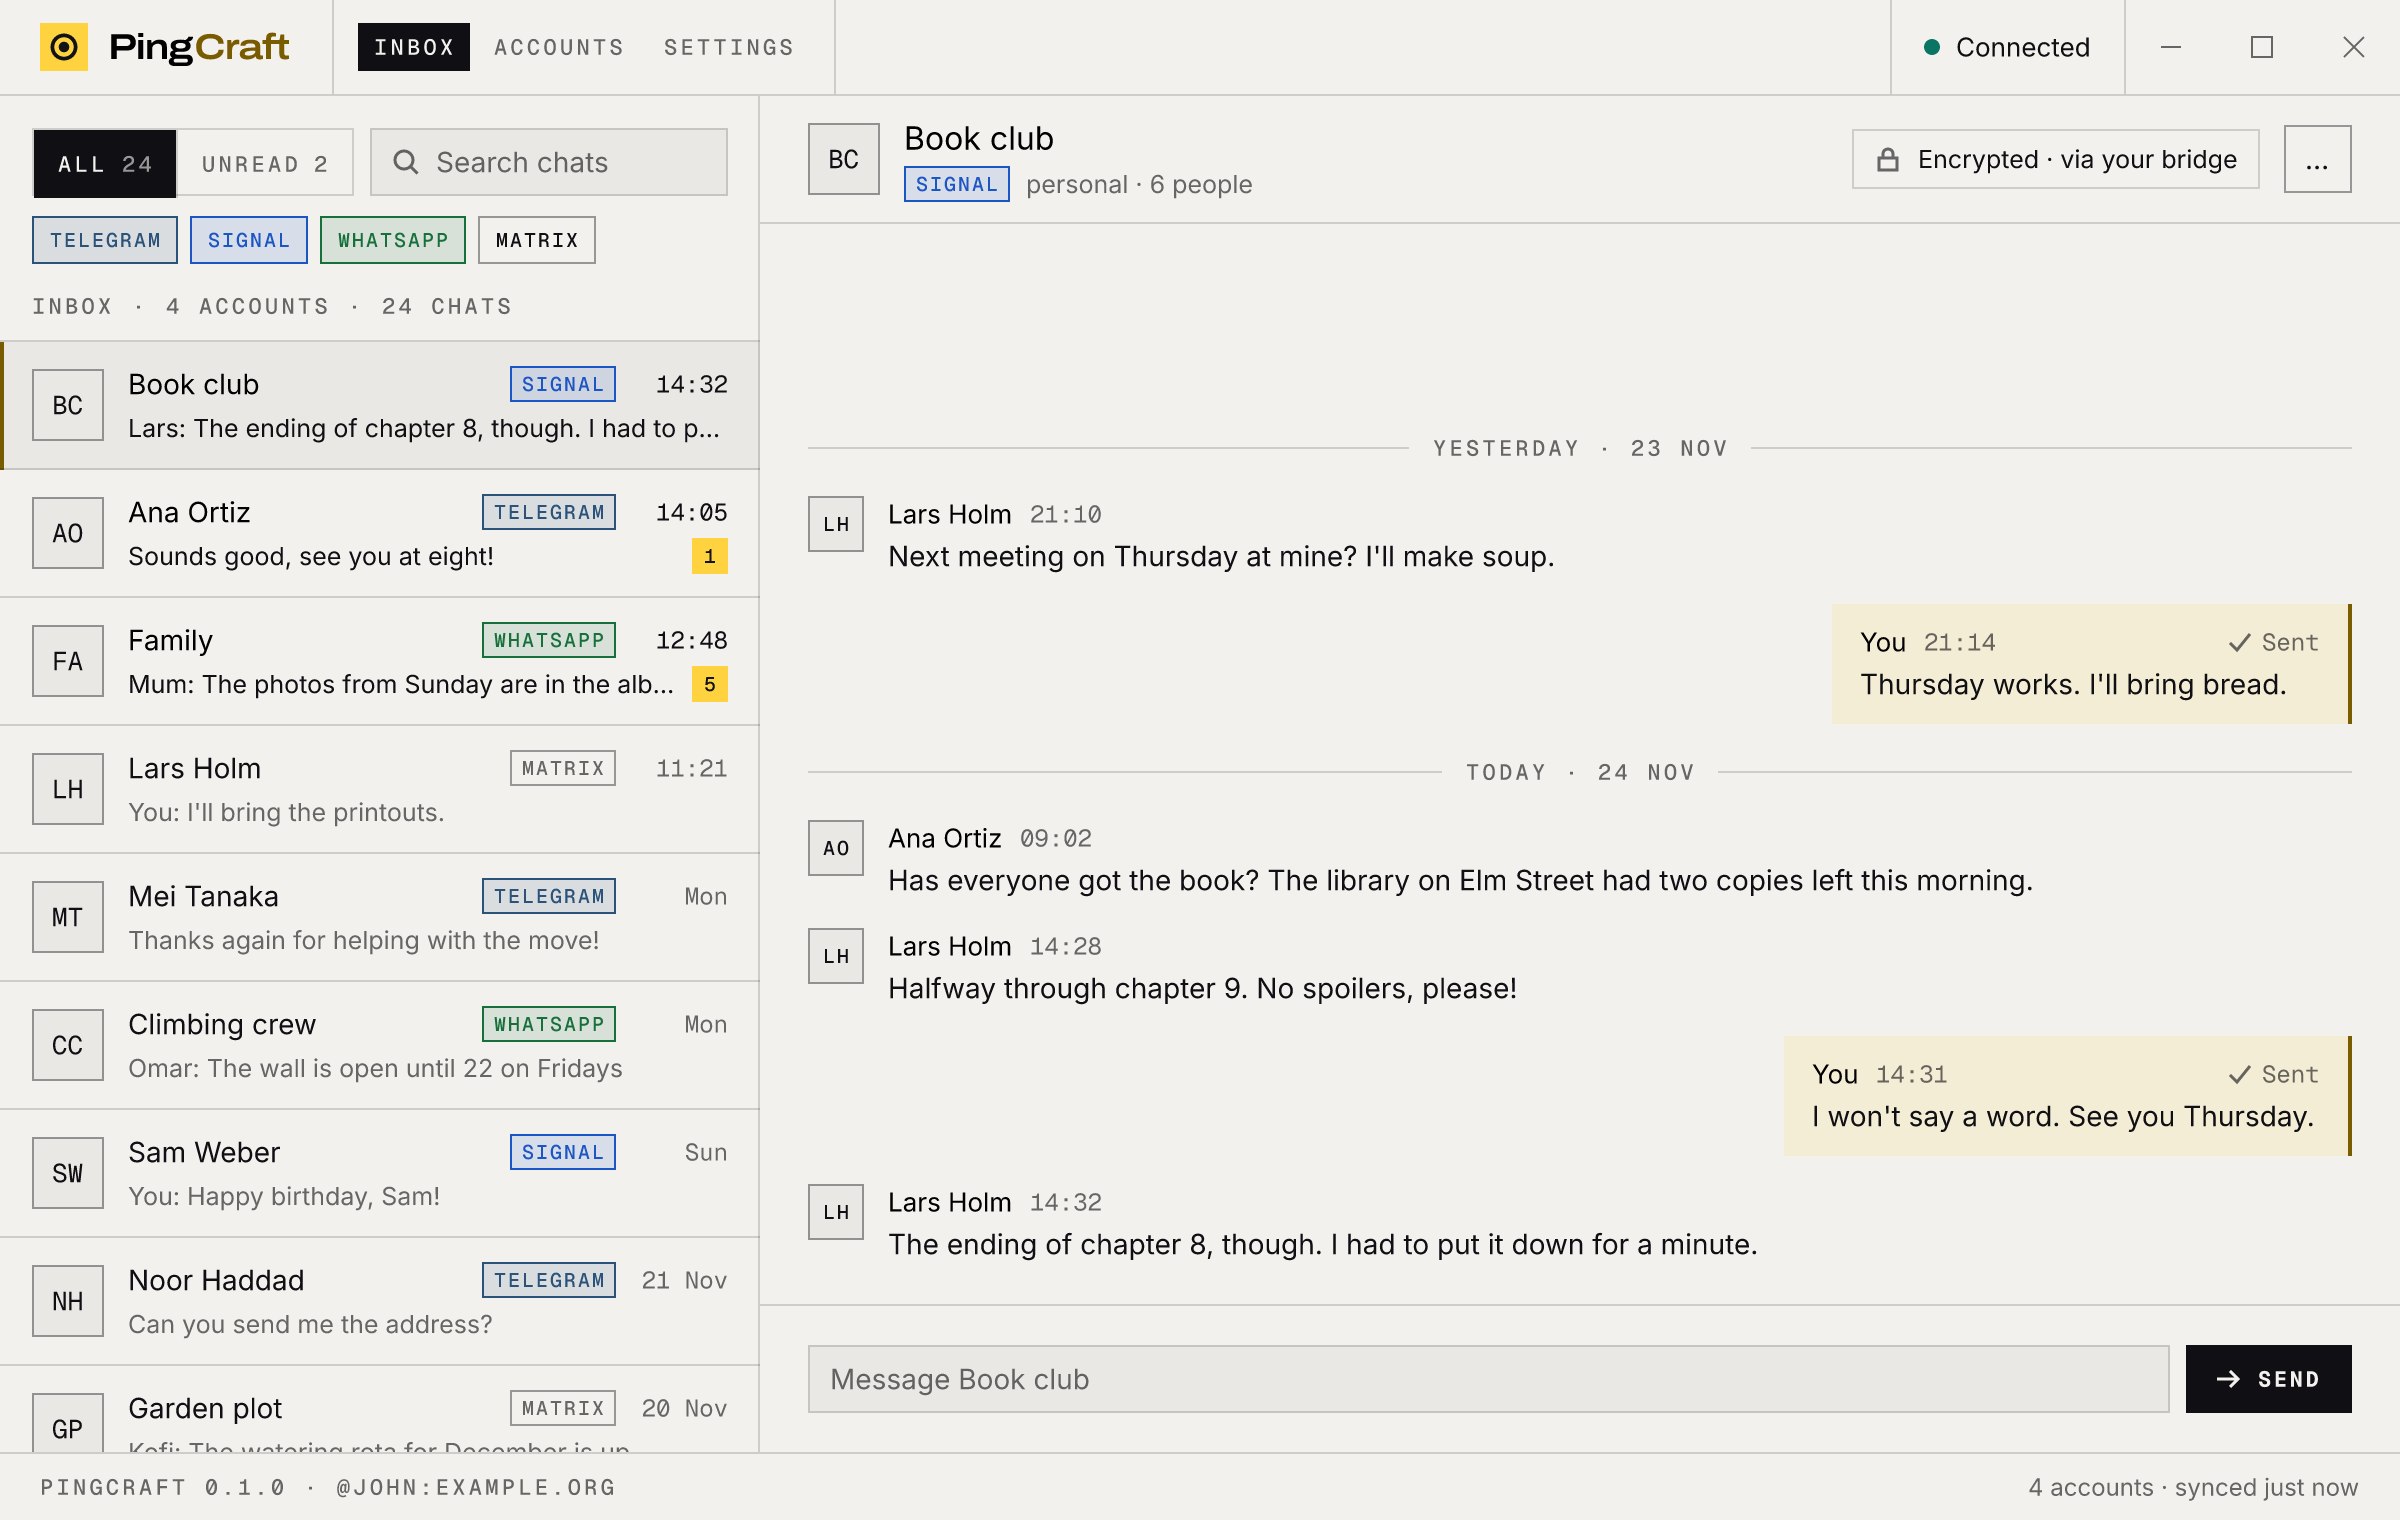 PingCraft
INBOX ACCOUNTS SETTINGS
Connected
ALL 24 UNREAD 2
Search chats
TELEGRAM SIGNAL WHATSAPP MATRIX
INBOX · 4 ACCOUNTS · 24 CHATS
BC
Book club SIGNAL 14:32
Lars: The ending of chapter 8, though. I had to p...
AO
Ana Ortiz TELEGRAM 14:05
Sounds good, see you at eight! 1
FA
Family WHATSAPP 12:48
Mum: The photos from Sunday are in the alb... 5
LH
Lars Holm MATRIX 11:21
You: I'll bring the printouts.
MT
Mei Tanaka TELEGRAM Mon
Thanks again for helping with the move!
CC
Climbing crew WHATSAPP Mon
Omar: The wall is open until 22 on Fridays
SW
Sam Weber SIGNAL Sun
You: Happy birthday, Sam!
NH
Noor Haddad TELEGRAM 21 Nov
Can you send me the address?
GP
Garden plot MATRIX 20 Nov
Kofi: The watering rota for December is up
BC
Book club
SIGNAL personal · 6 people
Encrypted · via your bridge
...
YESTERDAY · 23 NOV
LH
Lars Holm 21:10
Next meeting on Thursday at mine? I'll make soup.
You 21:14 Sent
Thursday works. I'll bring bread.
TODAY · 24 NOV
AO
Ana Ortiz 09:02
Has everyone got the book? The library on Elm Street had two copies left this morning.
LH
Lars Holm 14:28
Halfway through chapter 9. No spoilers, please!
You 14:31 Sent
I won't say a word. See you Thursday.
LH
Lars Holm 14:32
The ending of chapter 8, though. I had to put it down for a minute.
Message Book club
SEND
PINGCRAFT 0.1.0 · @JOHN:EXAMPLE.ORG
4 accounts · synced just now